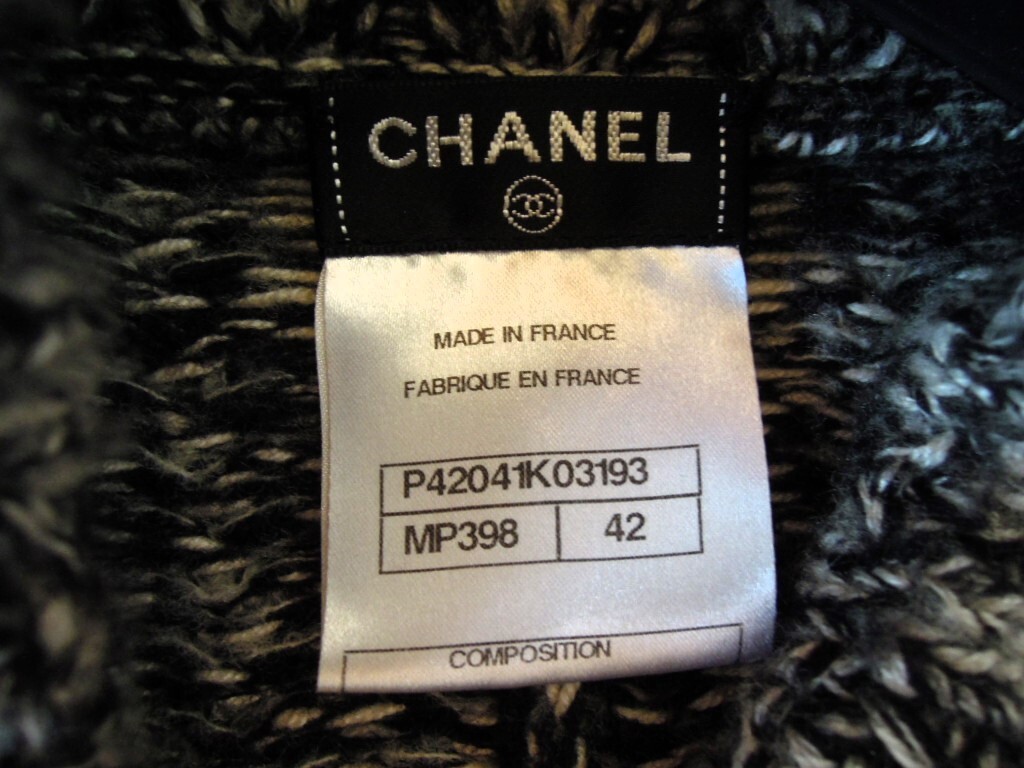 CHANEL
MADE IN FRANCE
FABRIQUE EN FRANCE
P42041K03193
MP398 42
COMPOSITION